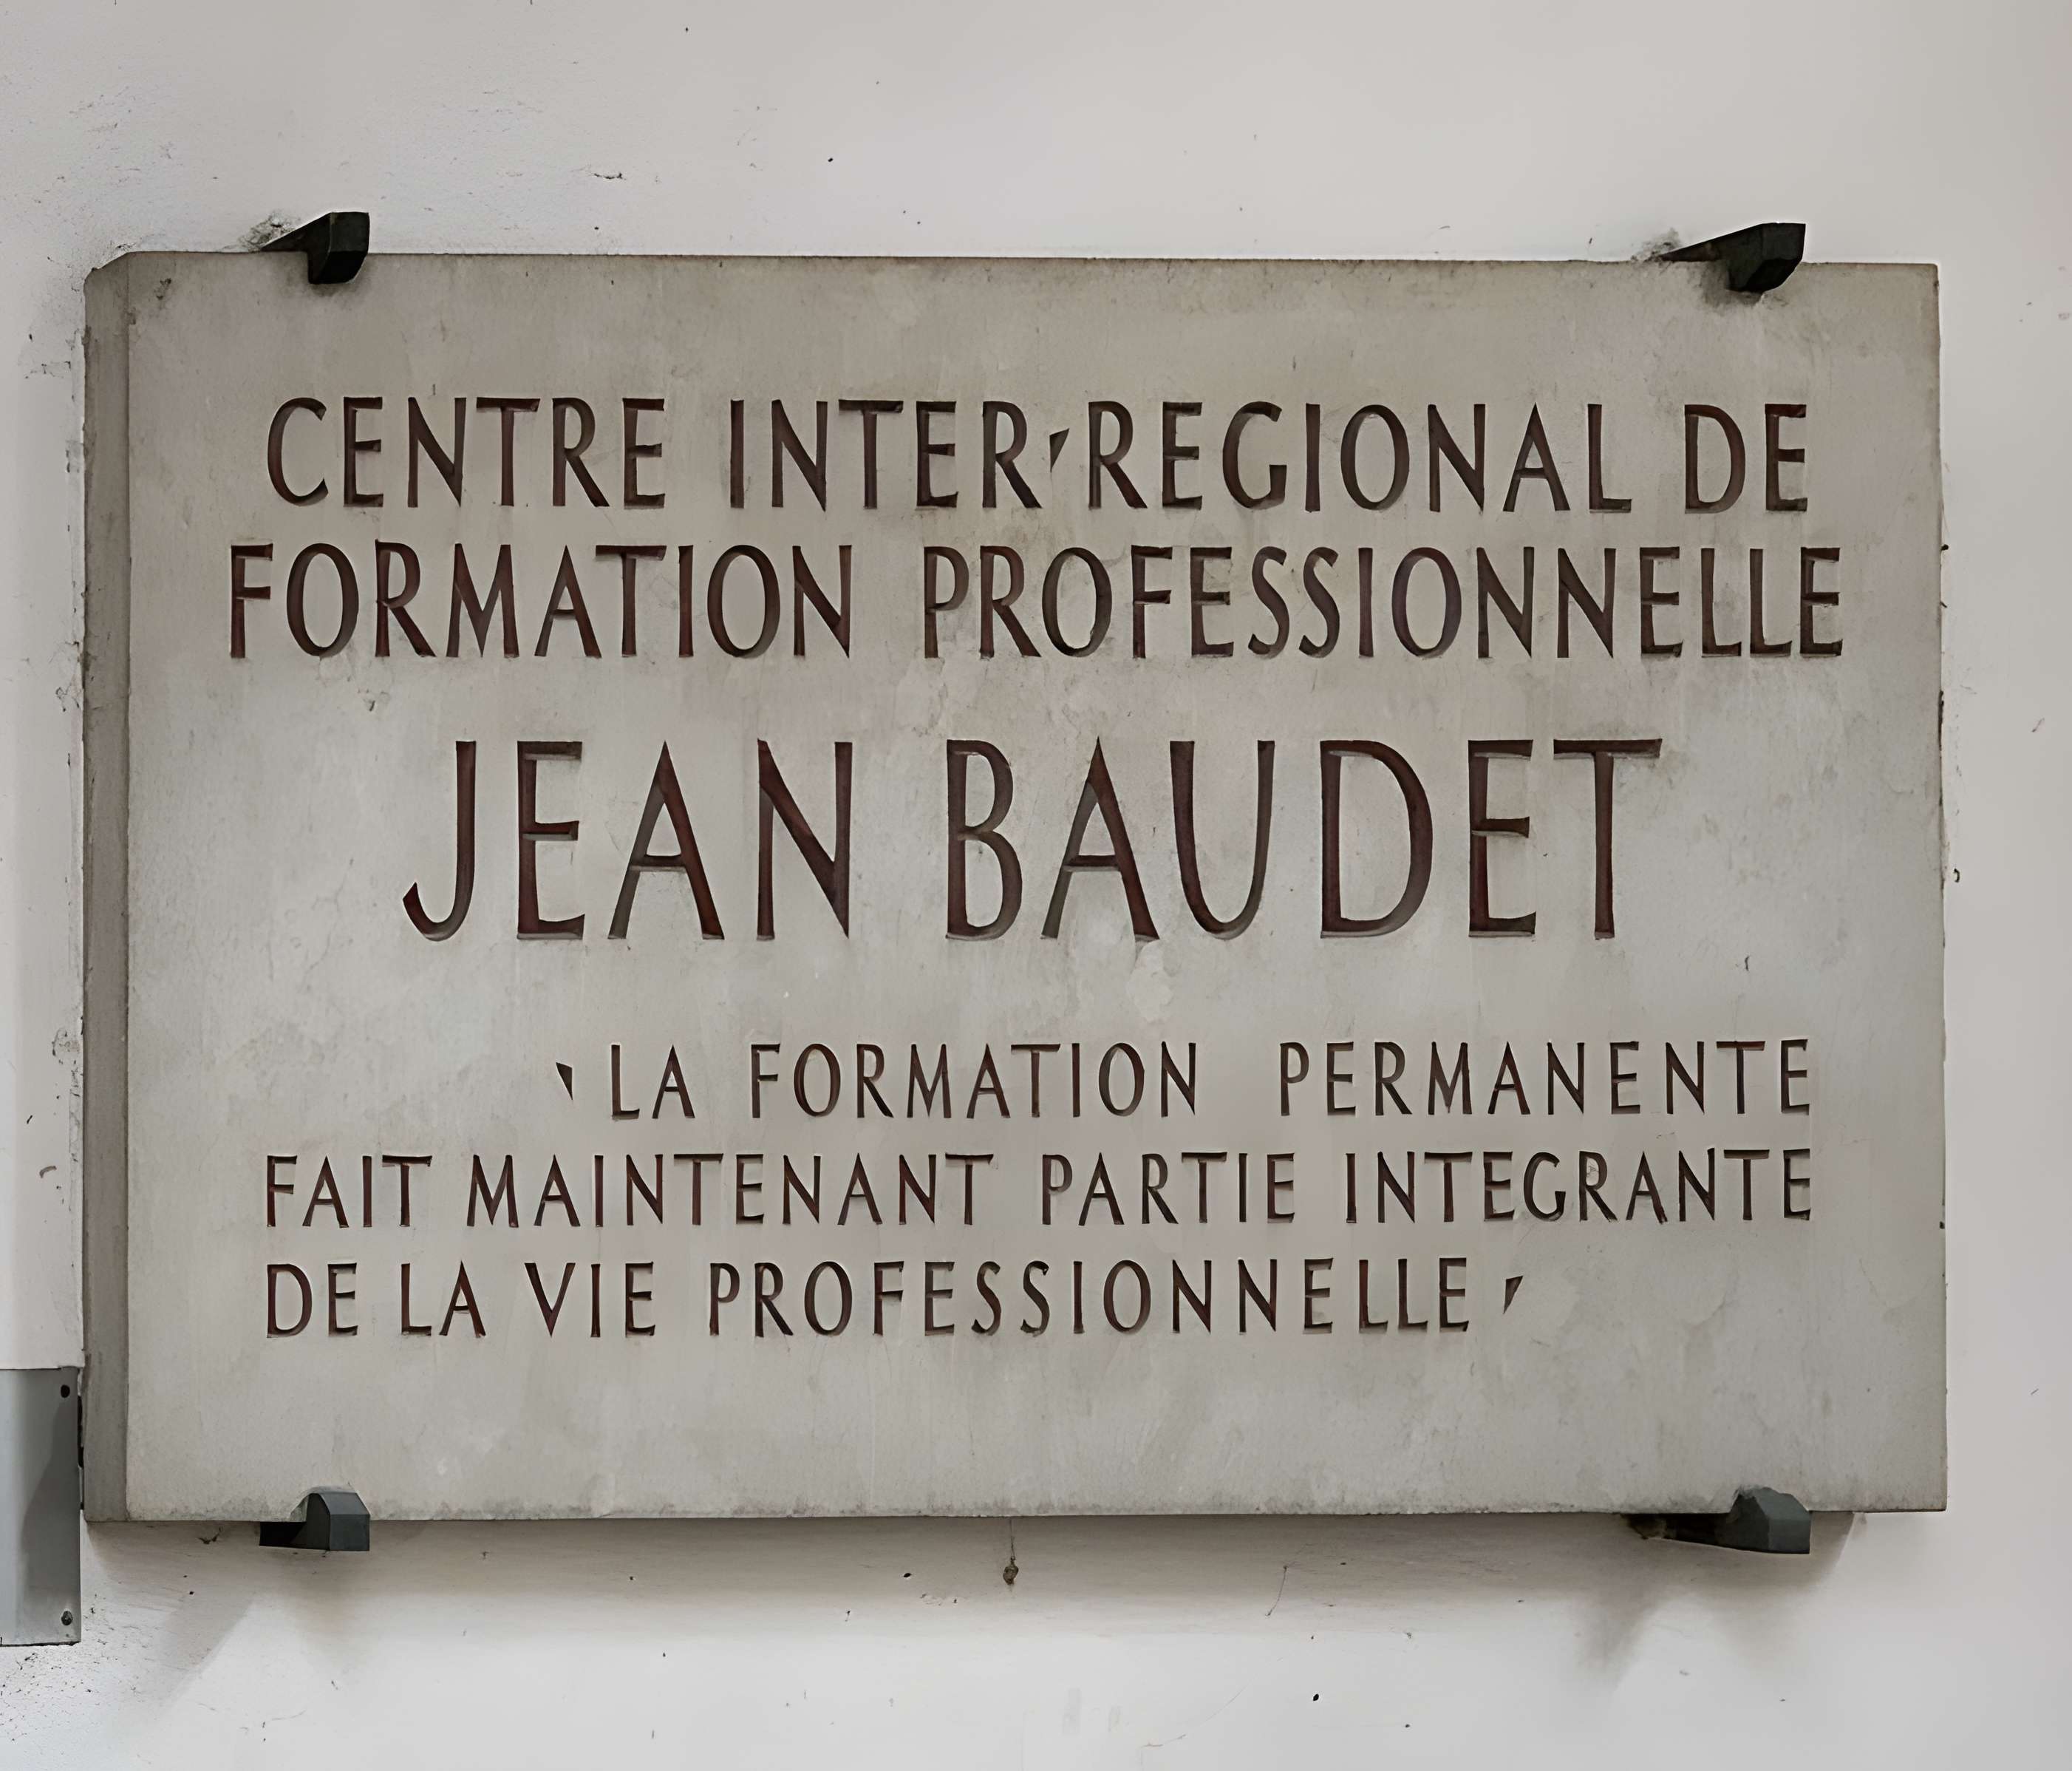 CENTRE INTER'REGIONAL DE
FORMATION PROFESSIONNELLE
JEAN BAUDET
‵LA FORMATION PERMANENTE
FAIT MAINTENANT PARTIE INTEGRANTE
DE LA VIE PROFESSIONNELLE′